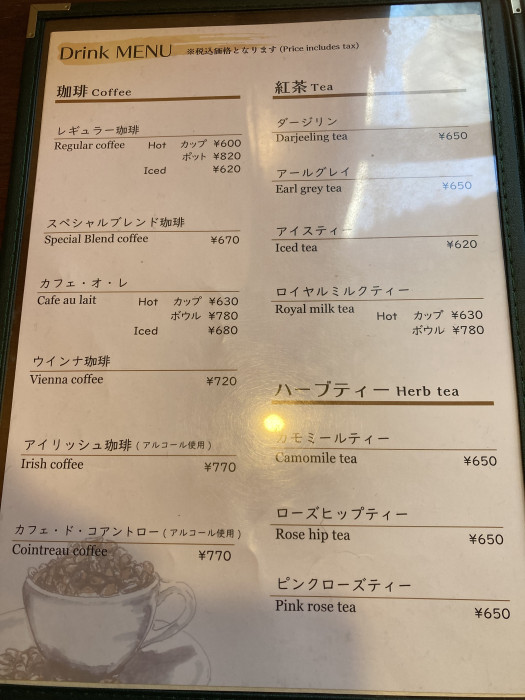 Drink MENU ※税込価格となります (Price includes tax)
珈琲 Coffee
レギュラー珈琲
Regular coffee Hot カップ ¥600
ポット ¥820
Iced ¥620
スペシャルブレンド珈琲
Special Blend coffee ¥670
カフェ・オ・レ
Cafe au lait Hot カップ ¥630
ボウル ¥780
Iced ¥680
ウインナ珈琲
Vienna coffee ¥720
アイリッシュ珈琲 (アルコール使用)
Irish coffee ¥770
カフェ・ド・コアントロー (アルコール使用)
Cointreau coffee ¥770
紅茶 Tea
ダージリン
Darjeeling tea ¥650
アールグレイ
Earl grey tea ¥650
アイスティー
Iced tea ¥620
ロイヤルミルクティー
Royal milk tea Hot カップ ¥630
ボウル ¥780
ハーブティー Herb tea
カモミールティー
Camomile tea ¥650
ローズヒップティー
Rose hip tea ¥650
ピンクローズティー
Pink rose tea ¥650